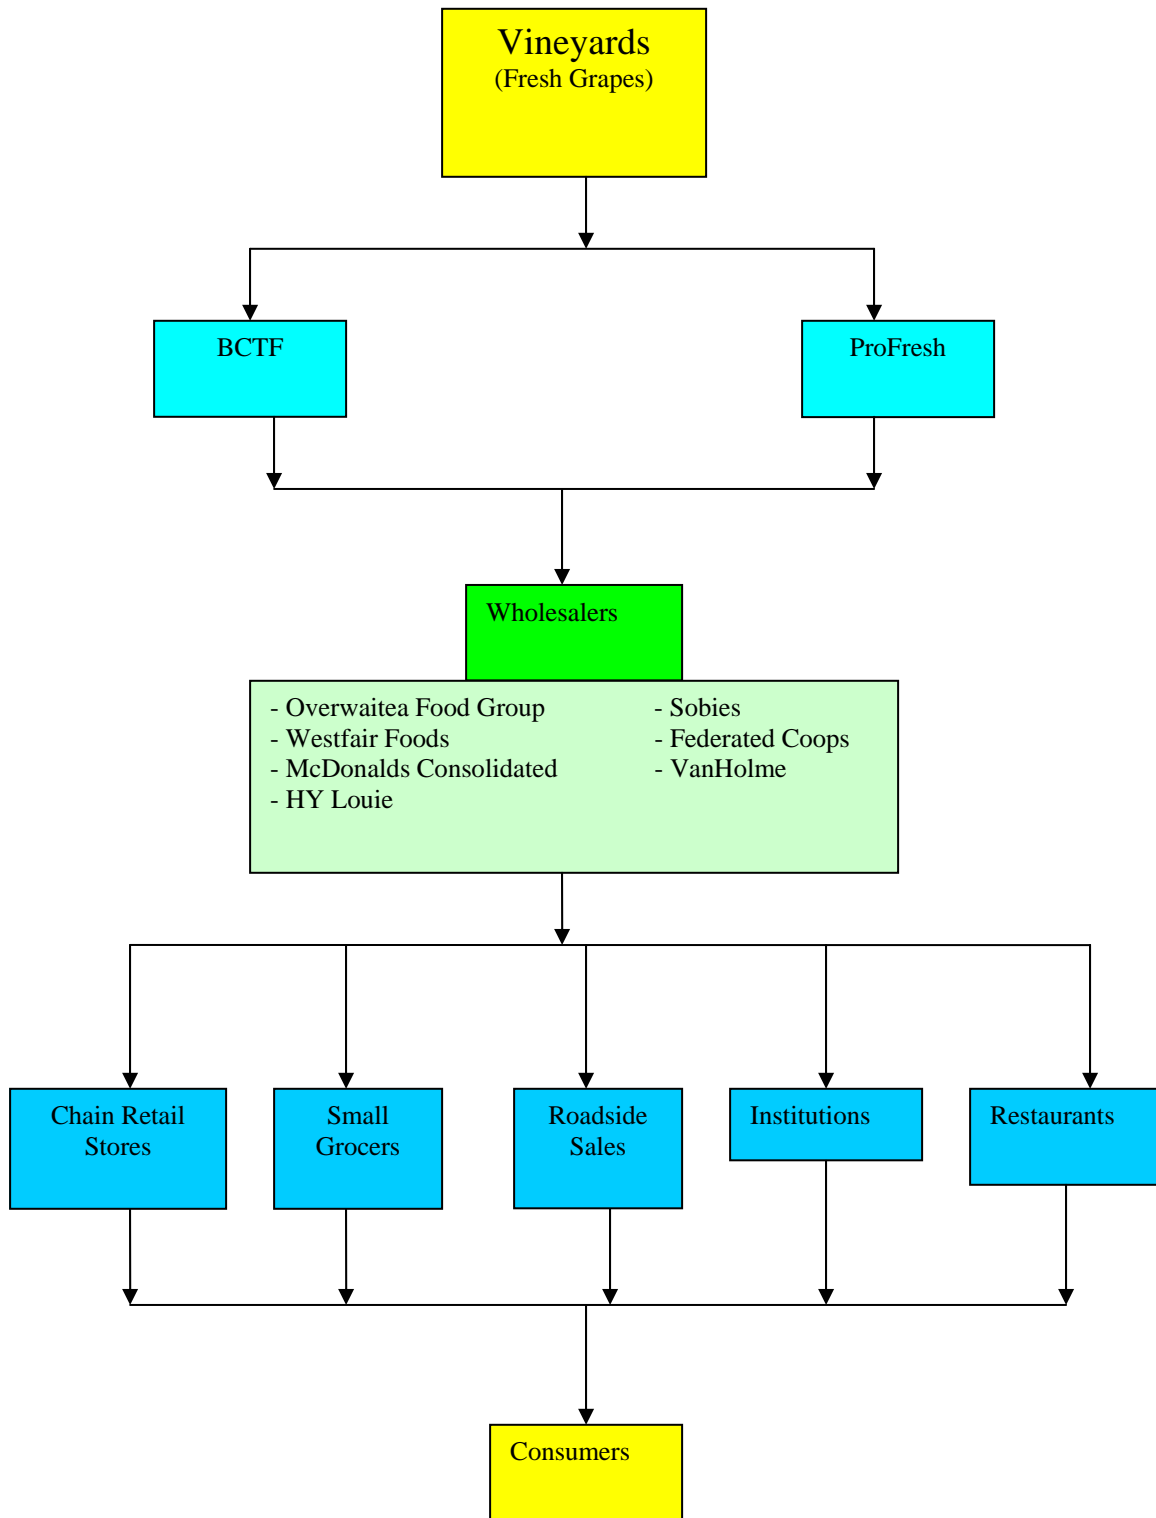 Vineyards
(Fresh Grapes)
BCTF
ProFresh
Wholesalers
- Overwaitea Food Group
- Westfair Foods
- McDonalds Consolidated
- HY Louie
- Sobies
- Federated Coops
- VanHolme
Chain Retail
Stores
Small
Grocers
Roadside
Sales
Institutions
Restaurants
Consumers